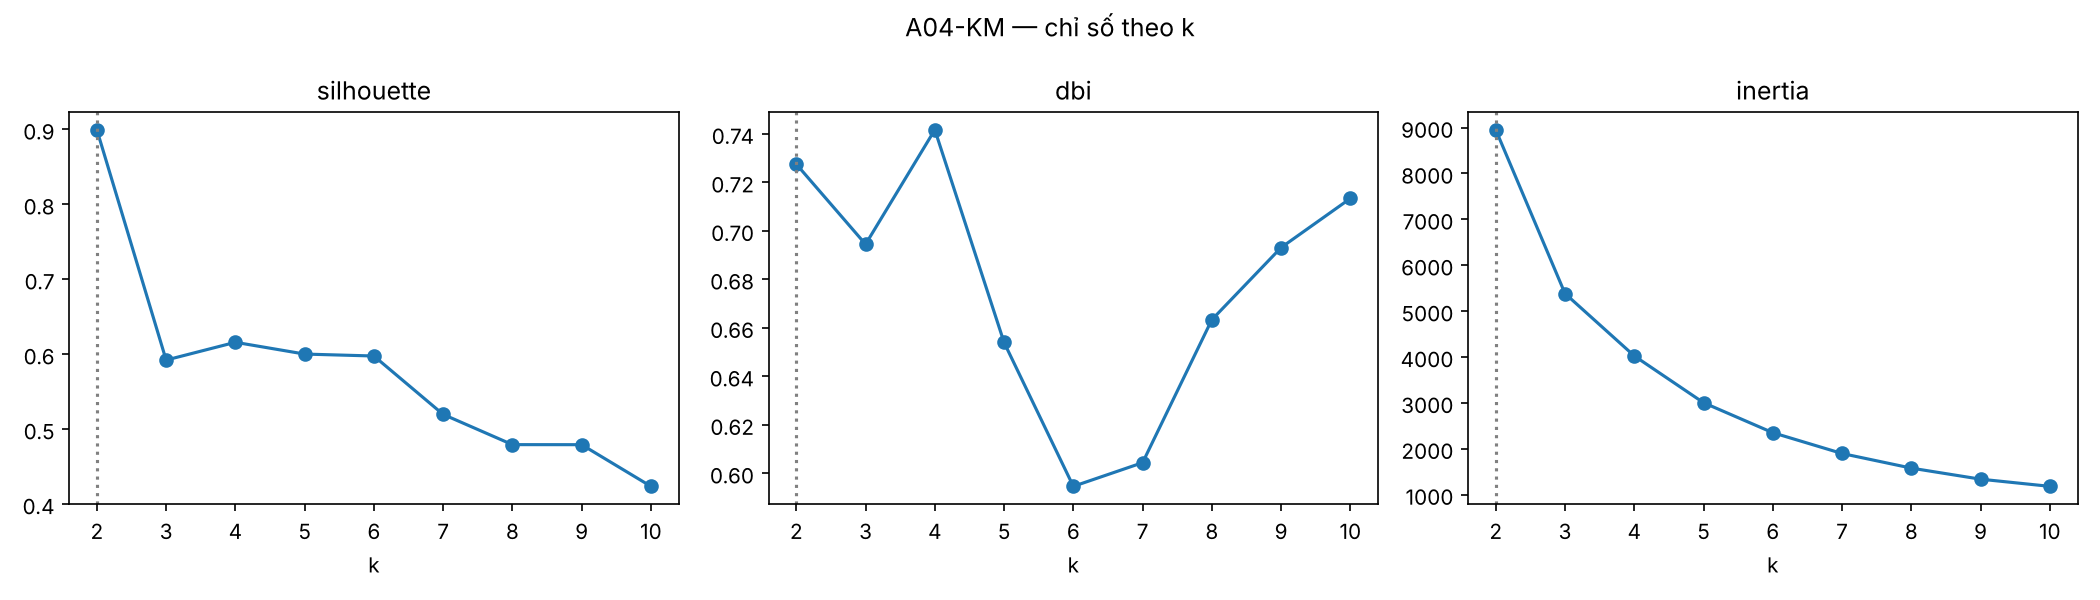 A04-KM — chỉ số theo k
silhouette
0.9
0.8
0.7
0.6
0.5
0.4
2 3 4 5 6 7 8 9 10
k
dbi
0.74
0.72
0.70
0.68
0.66
0.64
0.62
0.60
2 3 4 5 6 7 8 9 10
k
inertia
9000
8000
7000
6000
5000
4000
3000
2000
1000
2 3 4 5 6 7 8 9 10
k